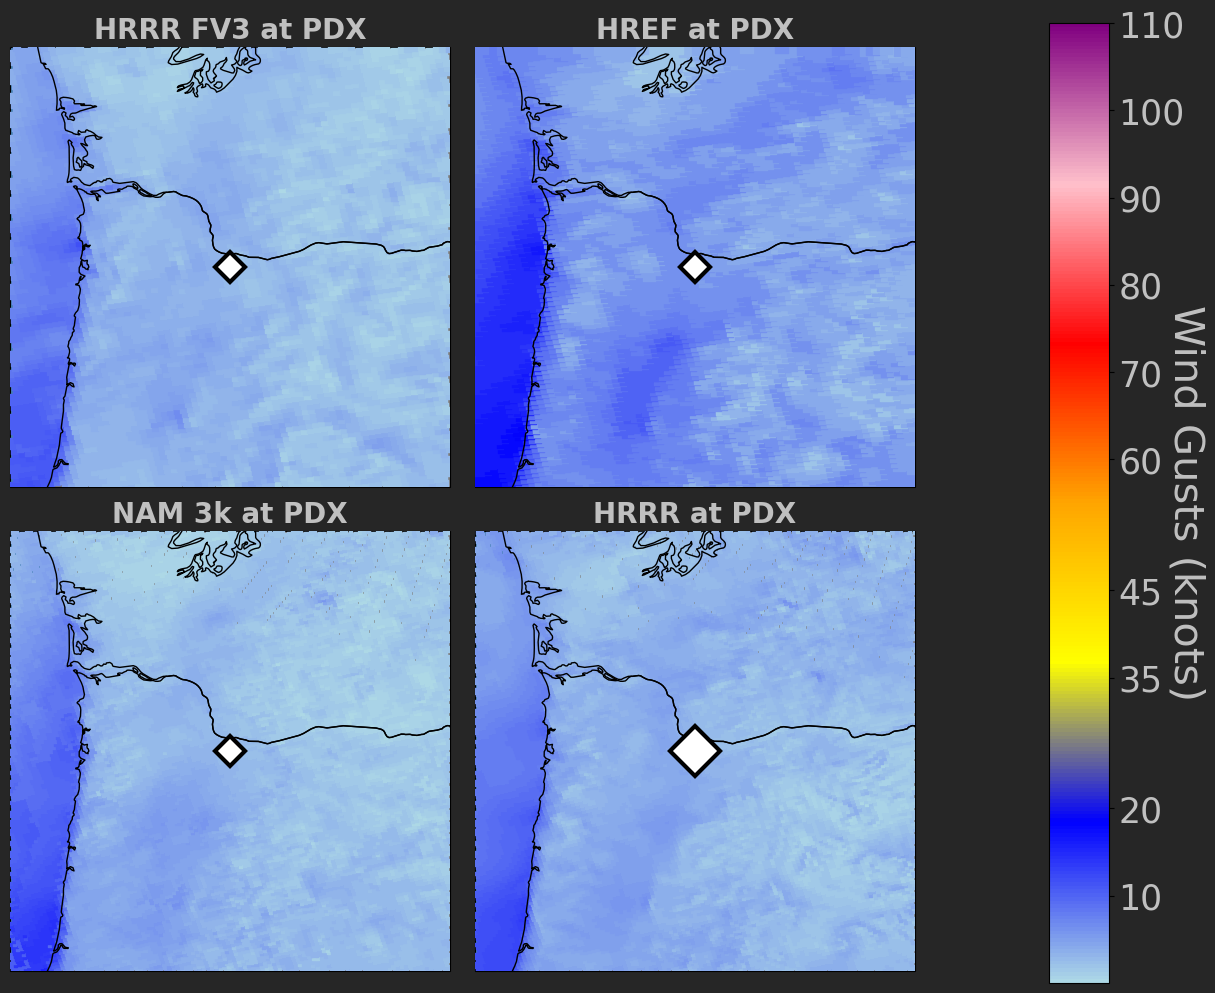 HRRR FV3 at PDX
HREF at PDX
NAM 3k at PDX
HRRR at PDX
110
100
90
80
70
60
45
35
20
10
Wind Gusts (knots)